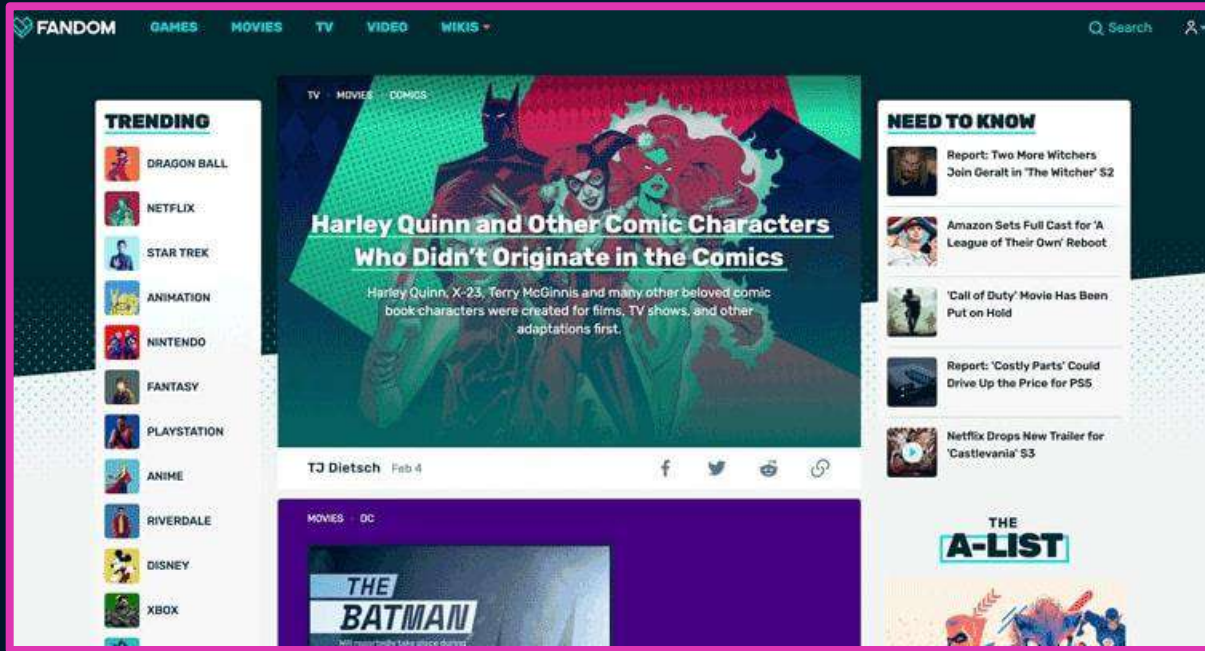 FANDOM
GAMES MOVIES TV VIDEO WIKIS
Search
TRENDING
DRAGON BALL
NETFLIX
STAR TREK
ANIMATION
NINTENDO
FANTASY
PLAYSTATION
ANIME
RIVERDALE
DISNEY
XBOX
TV · MOVIES · COMICS
Harley Quinn and Other Comic Characters
Who Didn't Originate in the Comics
Harley Quinn, X-23, Terry McGinnis and many other beloved comic
book characters were created for films, TV shows, and other
adaptations first.
TJ Dietsch Feb 4
MOVIES · DC
THE
BATMAN
Will reportedly take place during
NEED TO KNOW
Report: Two More Witchers
Join Geralt in 'The Witcher' S2
Amazon Sets Full Cast for 'A
League of Their Own' Reboot
'Call of Duty' Movie Has Been
Put on Hold
Report: 'Costly Parts' Could
Drive Up the Price for PS5
Netflix Drops New Trailer for
'Castlevania' S3
THE
A-LIST